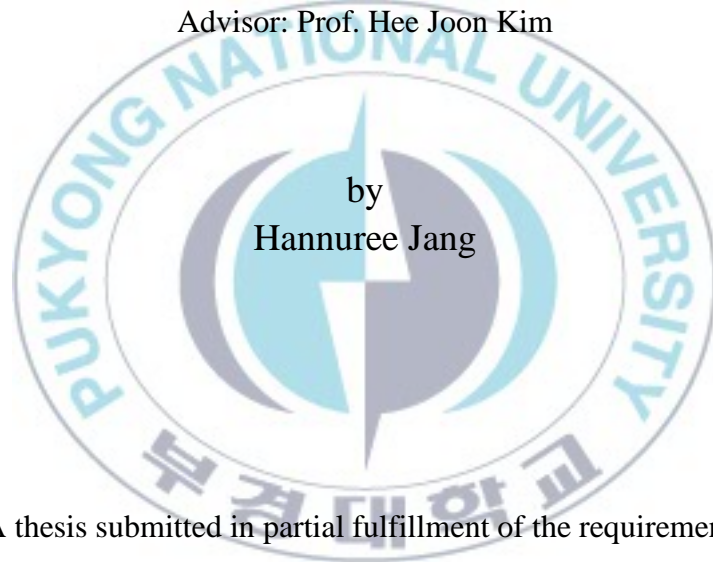 Advisor: Prof. Hee Joon Kim
PUKYONG NATIONAL UNIVERSITY
by
Hannuree Jang
부경대학교
A thesis submitted in partial fulfillment of the requiremen